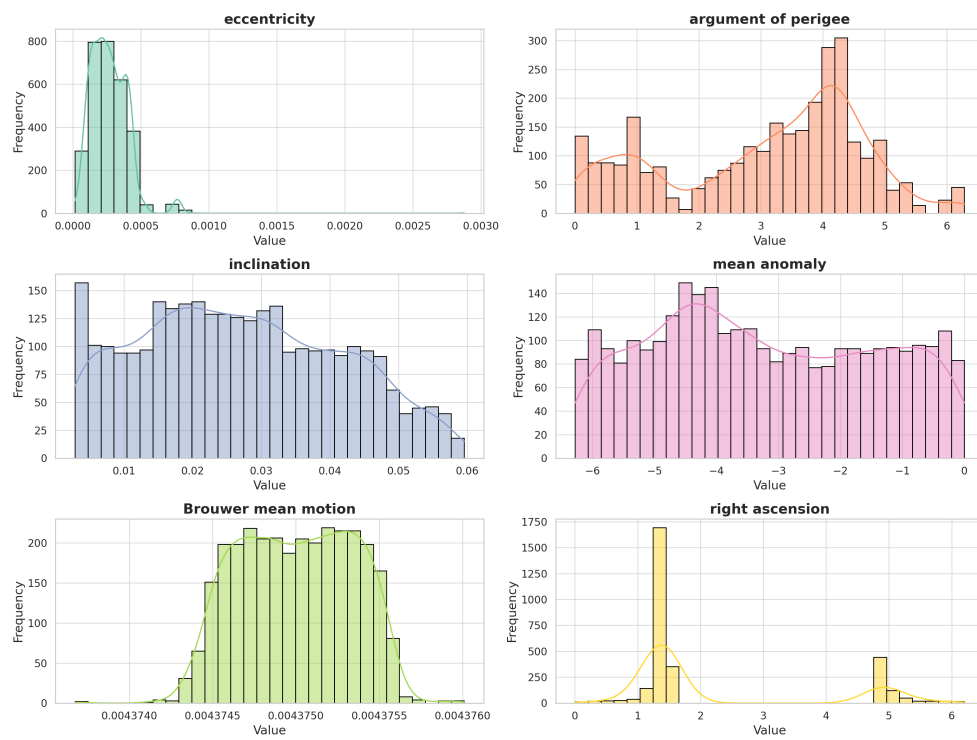 eccentricity
800
600
400
200
0
Frequency
0.0000 0.0005 0.0010 0.0015 0.0020 0.0025 0.0030
Value
argument of perigee
300
250
200
150
100
50
0
Frequency
0 1 2 3 4 5 6
Value
inclination
150
125
100
75
50
25
0
Frequency
0.01 0.02 0.03 0.04 0.05 0.06
Value
mean anomaly
140
120
100
80
60
40
20
0
Frequency
−6 −5 −4 −3 −2 −1 0
Value
Brouwer mean motion
200
150
100
50
0
Frequency
0.0043740 0.0043745 0.0043750 0.0043755 0.0043760
Value
right ascension
1750
1500
1250
1000
750
500
250
0
Frequency
0 1 2 3 4 5 6
Value